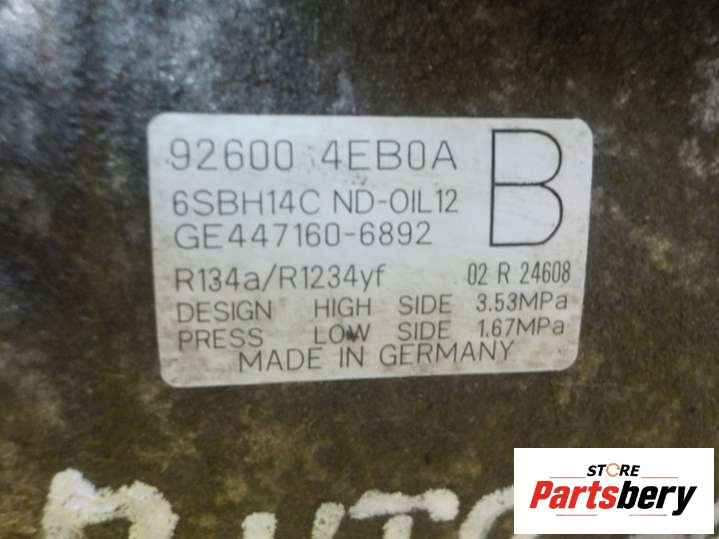 92600 4EB0A
B
6SBH14C ND-OIL12
GE447160-6892
R134a/R1234yf 02 R 24608
DESIGN HIGH SIDE 3.53MPa
PRESS LOW SIDE 1.67MPa
MADE IN GERMANY
STORE
Partsbery